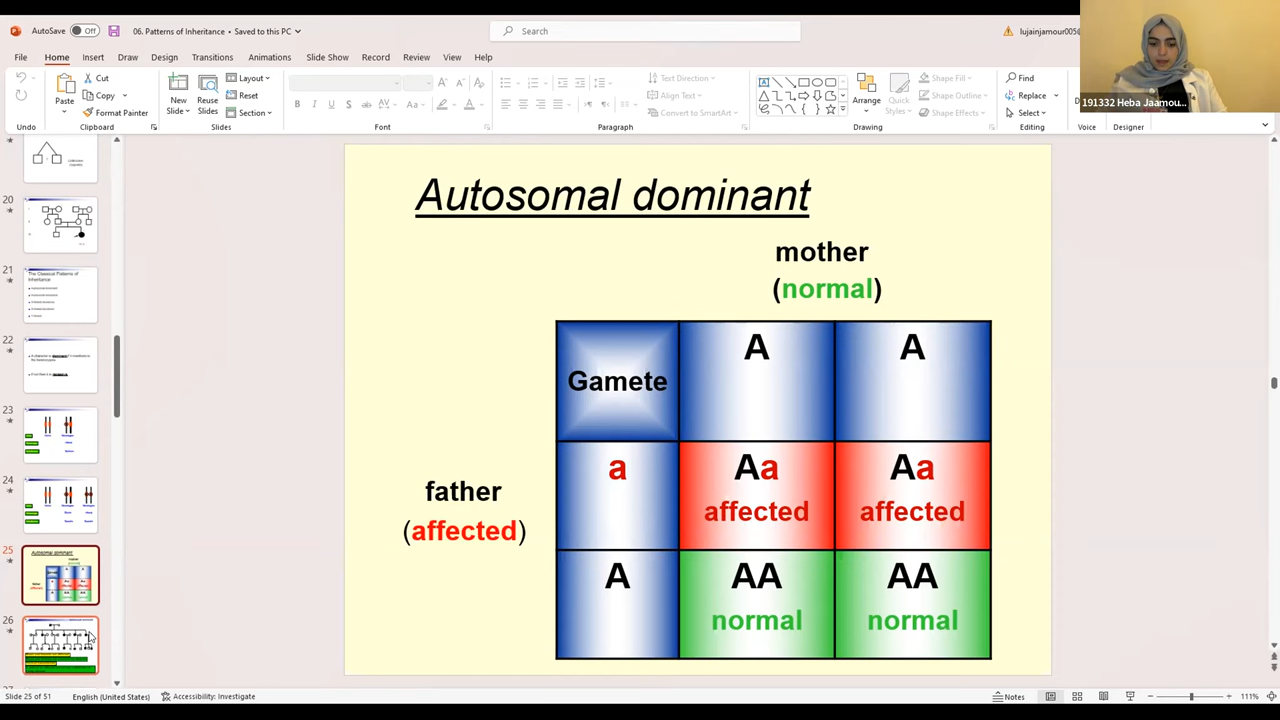 AutoSave Off 06. Patterns of Inheritance • Saved to this PC Search lujainjamour005@
File Home Insert Draw Design Transitions Animations Slide Show Record Review View Help
Cut
Copy
Format Painter
Paste
Undo
Clipboard
New Slide
Reuse Slides
Layout
Reset
Section
Slides
Font
Text Direction
Align Text
Convert to SmartArt
Paragraph
Arrange
Quick Styles
Shape Fill
Shape Outline
Shape Effects
Drawing
Find
Replace
Select
Editing
Voice
Designer
191332 Heba Jaamou...
20
21
The Classical Patterns of Inheritance
22
23
24
25
26
Autosomal dominant
mother
(normal)
Gamete A A
father
(affected)
a Aa Aa
affected affected
A AA AA
normal normal
Slide 25 of 51 English (United States) Accessibility: Investigate Notes 111%